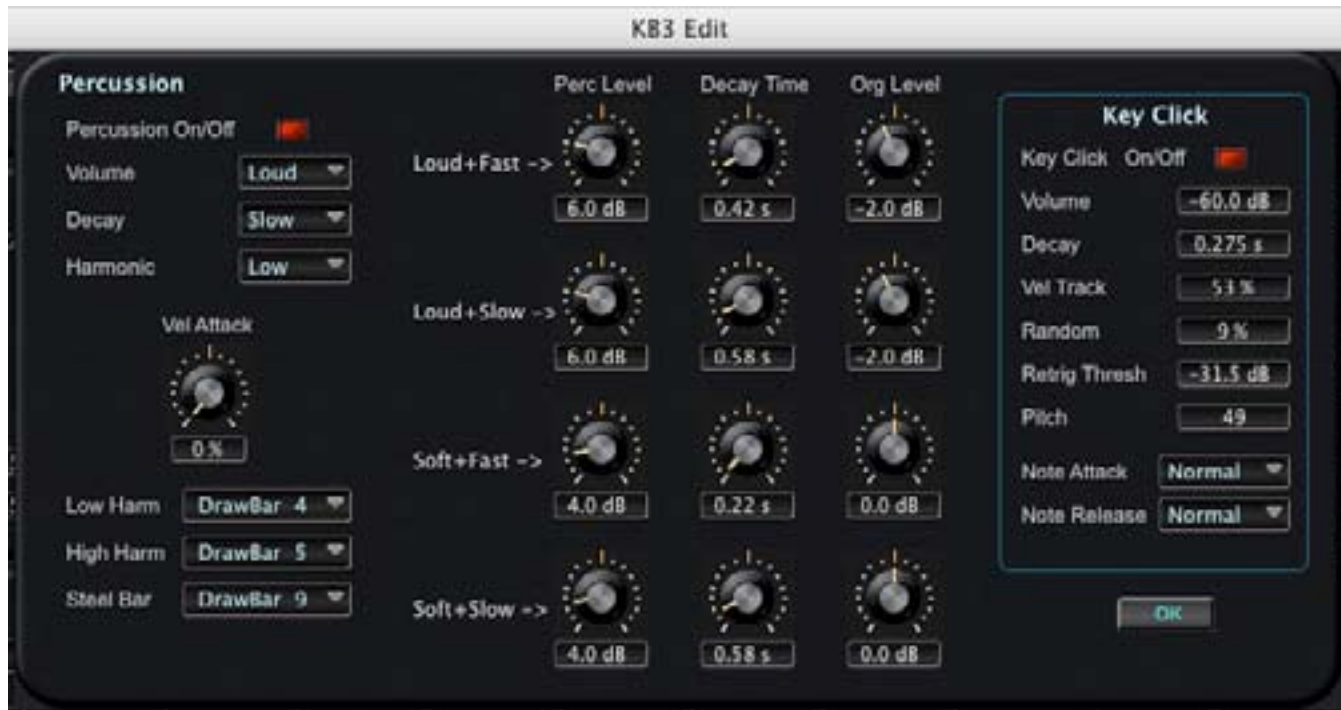 KB3 Edit
Percussion
Percussion On/Off
Volume Loud
Decay Slow
Harmonic Low
Vel Attack
0 %
Low Harm DrawBar 4
High Harm DrawBar 5
Steel Bar DrawBar 9
Perc Level Decay Time Org Level
Loud+Fast ->
6.0 dB 0.42 s -2.0 dB
Loud+Slow ->
6.0 dB 0.58 s -2.0 dB
Soft+Fast ->
4.0 dB 0.22 s 0.0 dB
Soft+Slow ->
4.0 dB 0.58 s 0.0 dB
Key Click
Key Click On/Off
Volume -60.0 dB
Decay 0.275 s
Vel Track 53 %
Random 9 %
Retrig Thresh -31.5 dB
Pitch 49
Note Attack Normal
Note Release Normal
OK